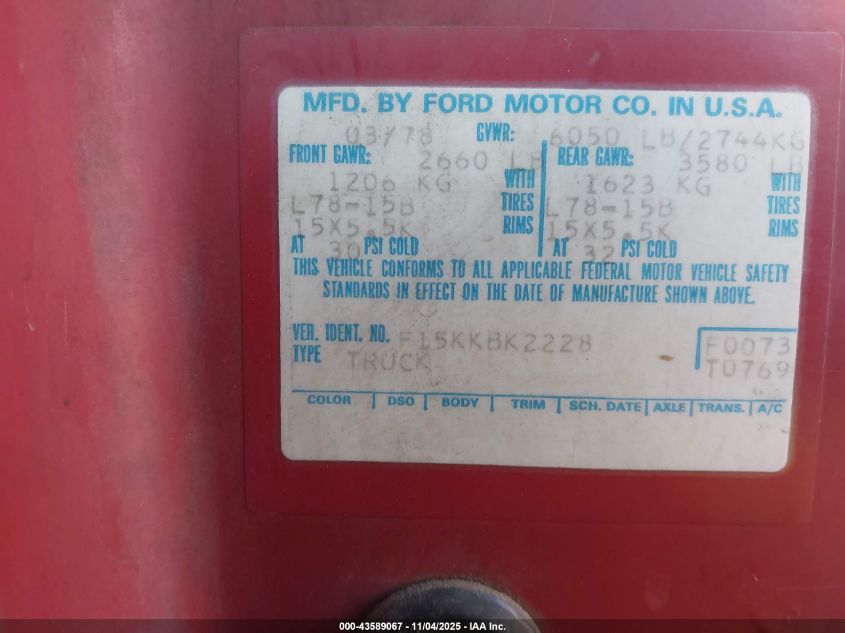 MFD. BY FORD MOTOR CO. IN U.S.A.
03/78 GVWR: 6050 LB/2744KG
FRONT GAWR: 2660 LB REAR GAWR: 3580 LB
1206 KG WITH 1623 KG WITH
L78-15B TIRES L78-15B TIRES
15X5.5K RIMS 15X5.5K RIMS
AT 30 PSI COLD AT 32 PSI COLD
THIS VEHICLE CONFORMS TO ALL APPLICABLE FEDERAL MOTOR VEHICLE SAFETY
STANDARDS IN EFFECT ON THE DATE OF MANUFACTURE SHOWN ABOVE.
VER. IDENT. NO. F15KKBK2228 F0073
TYPE TRUCK T0769
COLOR DSO BODY TRIM SCH. DATE AXLE TRANS. A/C
000-43589067 - 11/04/2025 - IAA Inc.